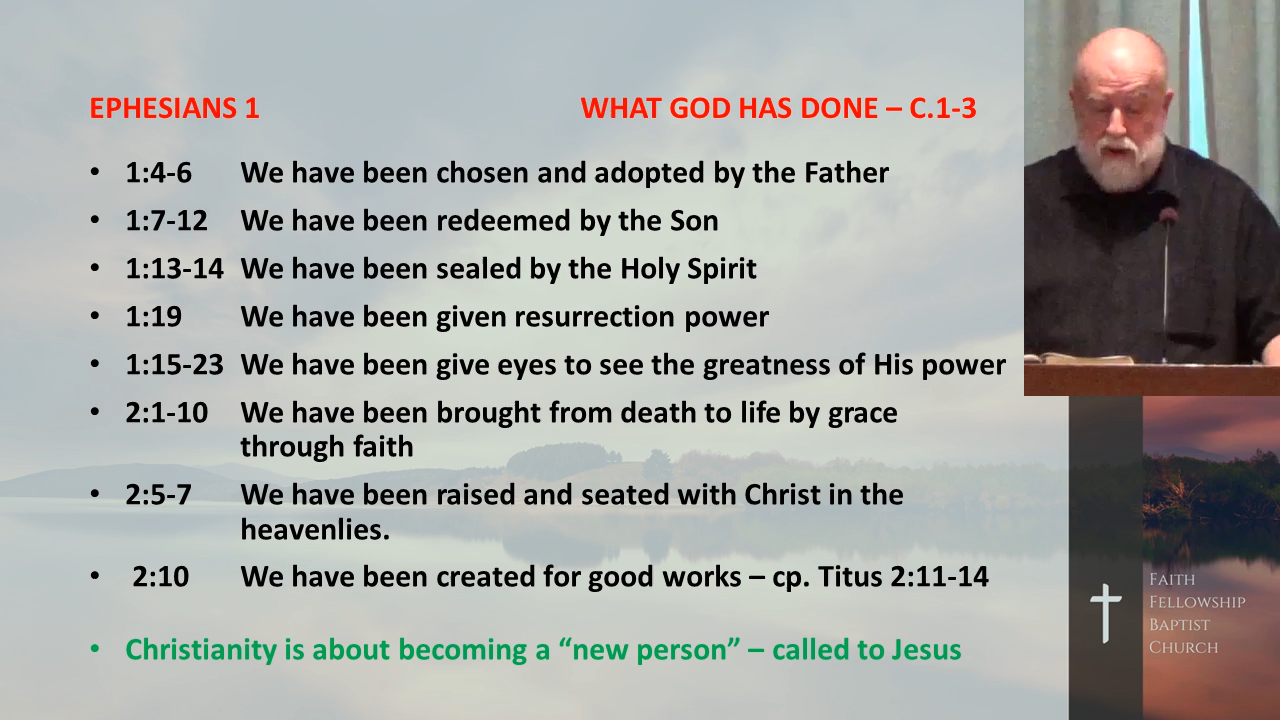 EPHESIANS 1 WHAT GOD HAS DONE – C.1-3
• 1:4-6 We have been chosen and adopted by the Father
• 1:7-12 We have been redeemed by the Son
• 1:13-14 We have been sealed by the Holy Spirit
• 1:19 We have been given resurrection power
• 1:15-23 We have been give eyes to see the greatness of His power
• 2:1-10 We have been brought from death to life by grace
through faith
• 2:5-7 We have been raised and seated with Christ in the
heavenlies.
• 2:10 We have been created for good works – cp. Titus 2:11-14
• Christianity is about becoming a “new person” – called to Jesus
FAITH
FELLOWSHIP
BAPTIST
CHURCH